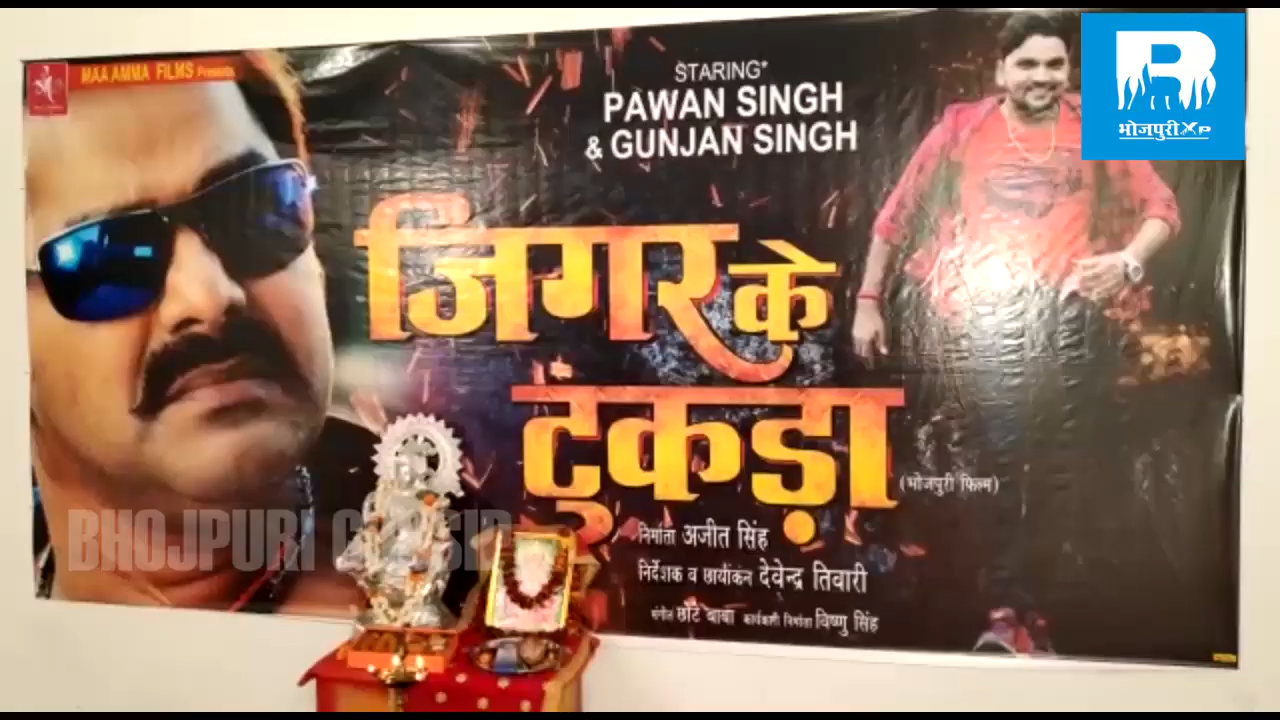 MAA AMMA FILMS Presents
STARING*
PAWAN SINGH
& GUNJAN SINGH
जिगर के
टुकड़ा
(भोजपुरी फिल्म)
निर्माता अजीत सिंह
निर्देशक व छायांकन देवेन्द्र तिवारी
संगीत छोटे बाबा कार्यकारी निर्माता विष्णु सिंह
भोजपुरी XP
BHOJPURI GOSSIP